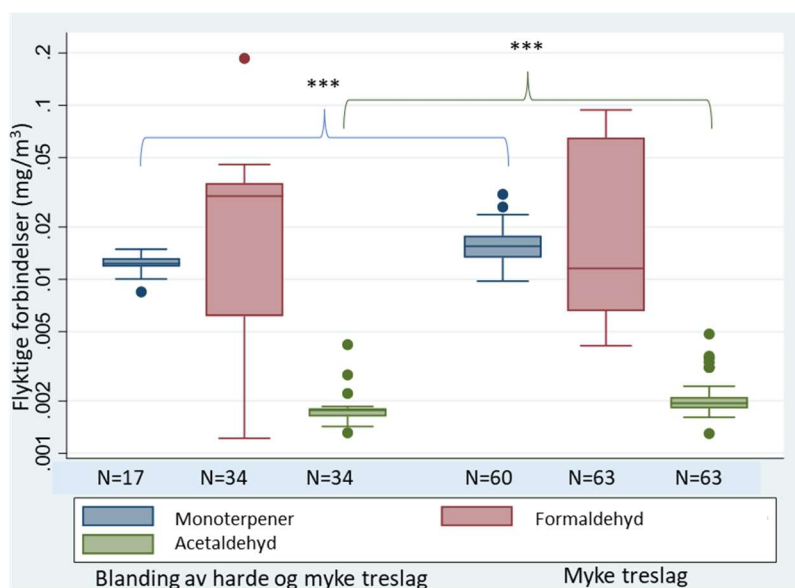 ***
***
Flyktige forbindelser (mg/m³)
.2
.1
.05
.02
.01
.005
.002
.001
N=17 N=34 N=34 N=60 N=63 N=63
Monoterpener Formaldehyd
Acetaldehyd
Blanding av harde og myke treslag Myke treslag